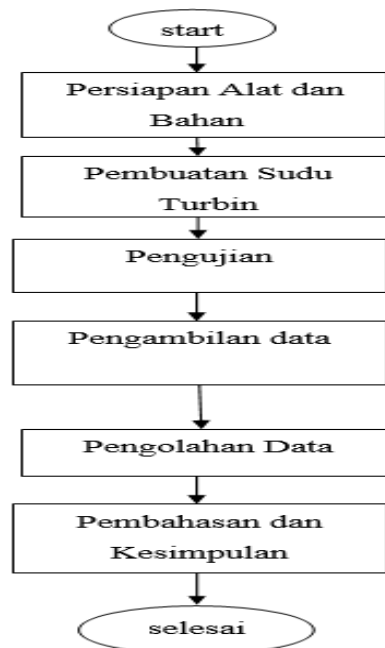 start
Persiapan Alat dan
Bahan
Pembuatan Sudu
Turbin
Pengujian
Pengambilan data
Pengolahan Data
Pembahasan dan
Kesimpulan
selesai